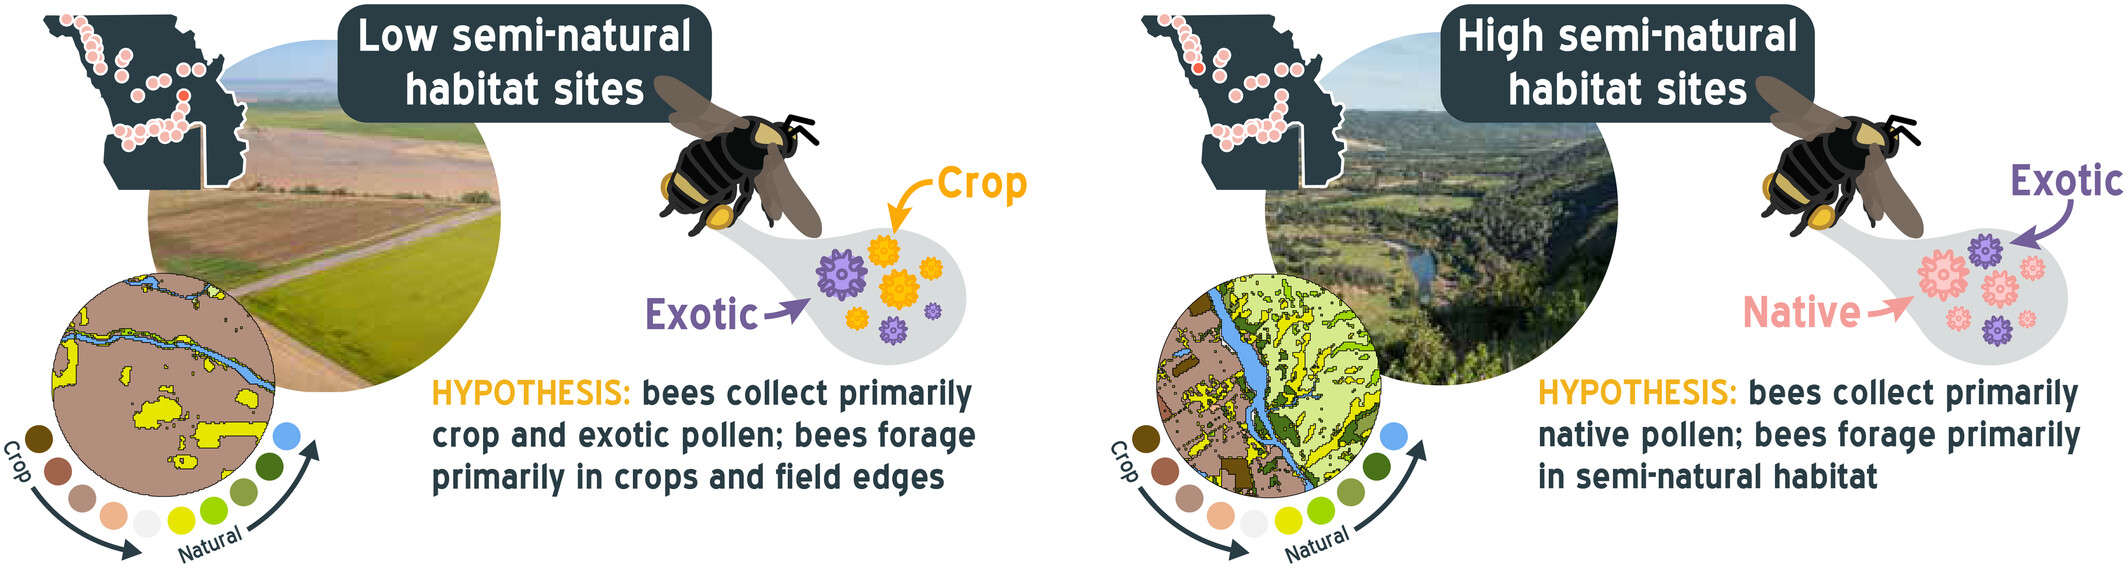 Low semi-natural
habitat sites
Crop
Exotic
HYPOTHESIS: bees collect primarily
crop and exotic pollen; bees forage
primarily in crops and field edges
Crop
Natural
High semi-natural
habitat sites
Exotic
Native
HYPOTHESIS: bees collect primarily
native pollen; bees forage primarily
in semi-natural habitat
Crop
Natural